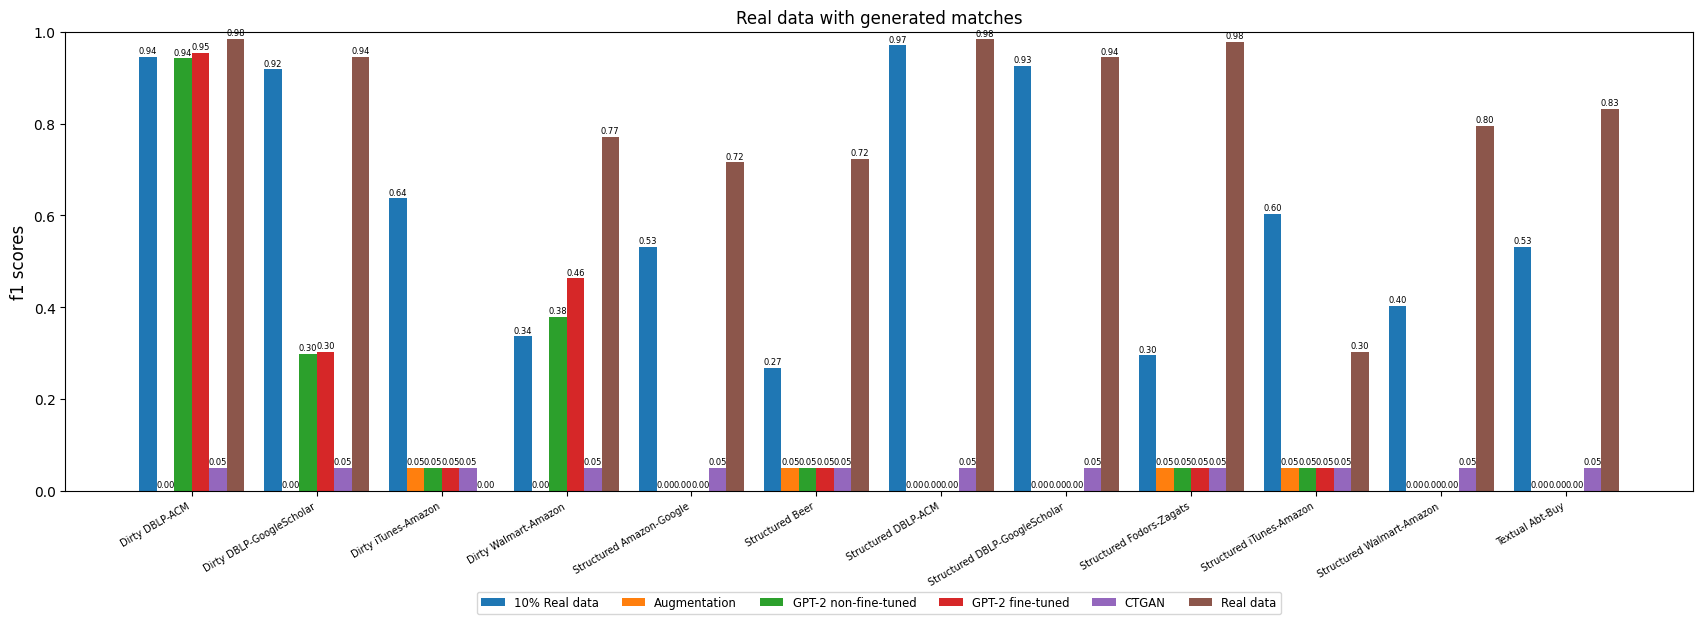 Real data with generated matches
f1 scores
1.0
0.8
0.6
0.4
0.2
0.0
0.94 0.00 0.94 0.95 0.05 0.98
0.92 0.00 0.30 0.30 0.05 0.94
0.64 0.05 0.05 0.05 0.05 0.00
0.34 0.00 0.38 0.46 0.05 0.77
0.53 0.00 0.00 0.00 0.05 0.72
0.27 0.05 0.05 0.05 0.05 0.72
0.97 0.00 0.00 0.00 0.05 0.98
0.93 0.00 0.00 0.00 0.05 0.94
0.30 0.05 0.05 0.05 0.05 0.98
0.60 0.05 0.05 0.05 0.05 0.30
0.40 0.00 0.00 0.00 0.05 0.80
0.53 0.00 0.00 0.00 0.05 0.83
Dirty DBLP-ACM
Dirty DBLP-GoogleScholar
Dirty iTunes-Amazon
Dirty Walmart-Amazon
Structured Amazon-Google
Structured Beer
Structured DBLP-ACM
Structured DBLP-GoogleScholar
Structured Fodors-Zagats
Structured iTunes-Amazon
Structured Walmart-Amazon
Textual Abt-Buy
10% Real data Augmentation GPT-2 non-fine-tuned GPT-2 fine-tuned CTGAN Real data